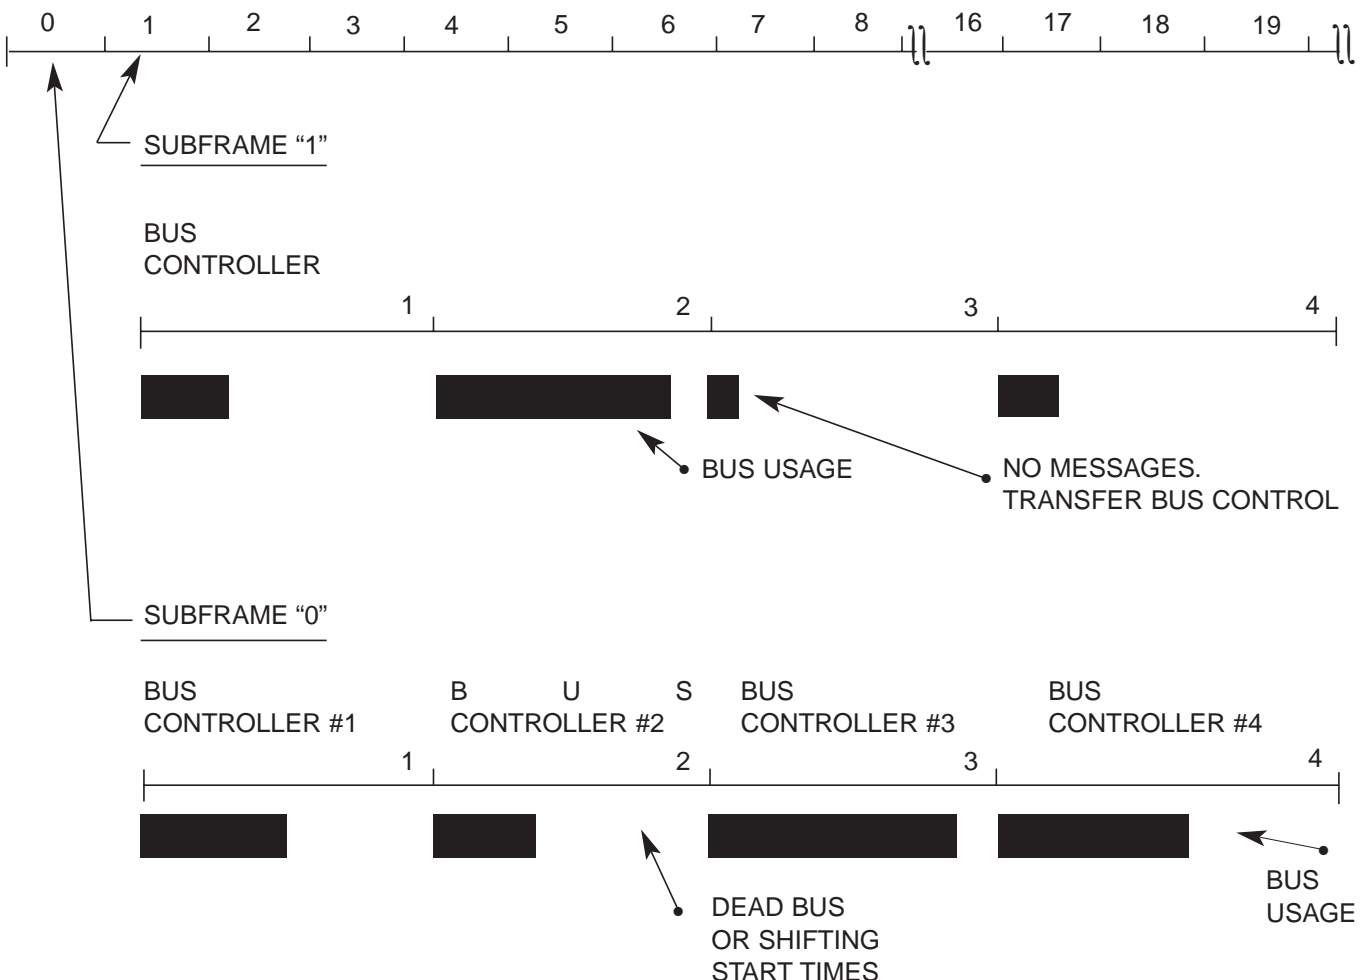 0 1 2 3 4 5 6 7 8 16 17 18 19
SUBFRAME “1”
BUS
CONTROLLER
1 2 3 4
BUS USAGE
NO MESSAGES.
TRANSFER BUS CONTROL
SUBFRAME “0”
BUS
CONTROLLER #1
B U S
CONTROLLER #2
BUS
CONTROLLER #3
BUS
CONTROLLER #4
1 2 3 4
DEAD BUS
OR SHIFTING
START TIMES
BUS
USAGE